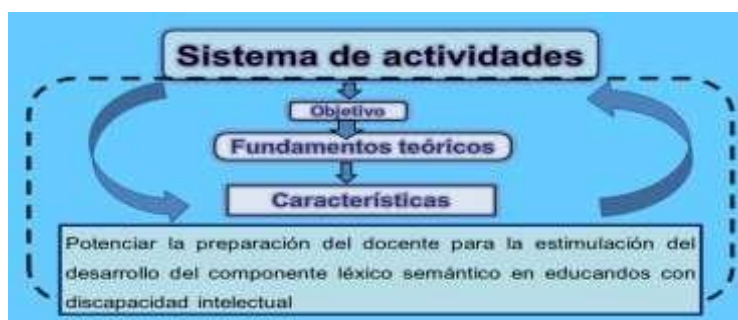 Sistema de actividades
Objetivo
Fundamentos teóricos
Características
Potenciar la preparación del docente para la estimulación del
desarrollo del componente léxico semántico en educandos con
discapacidad intelectual